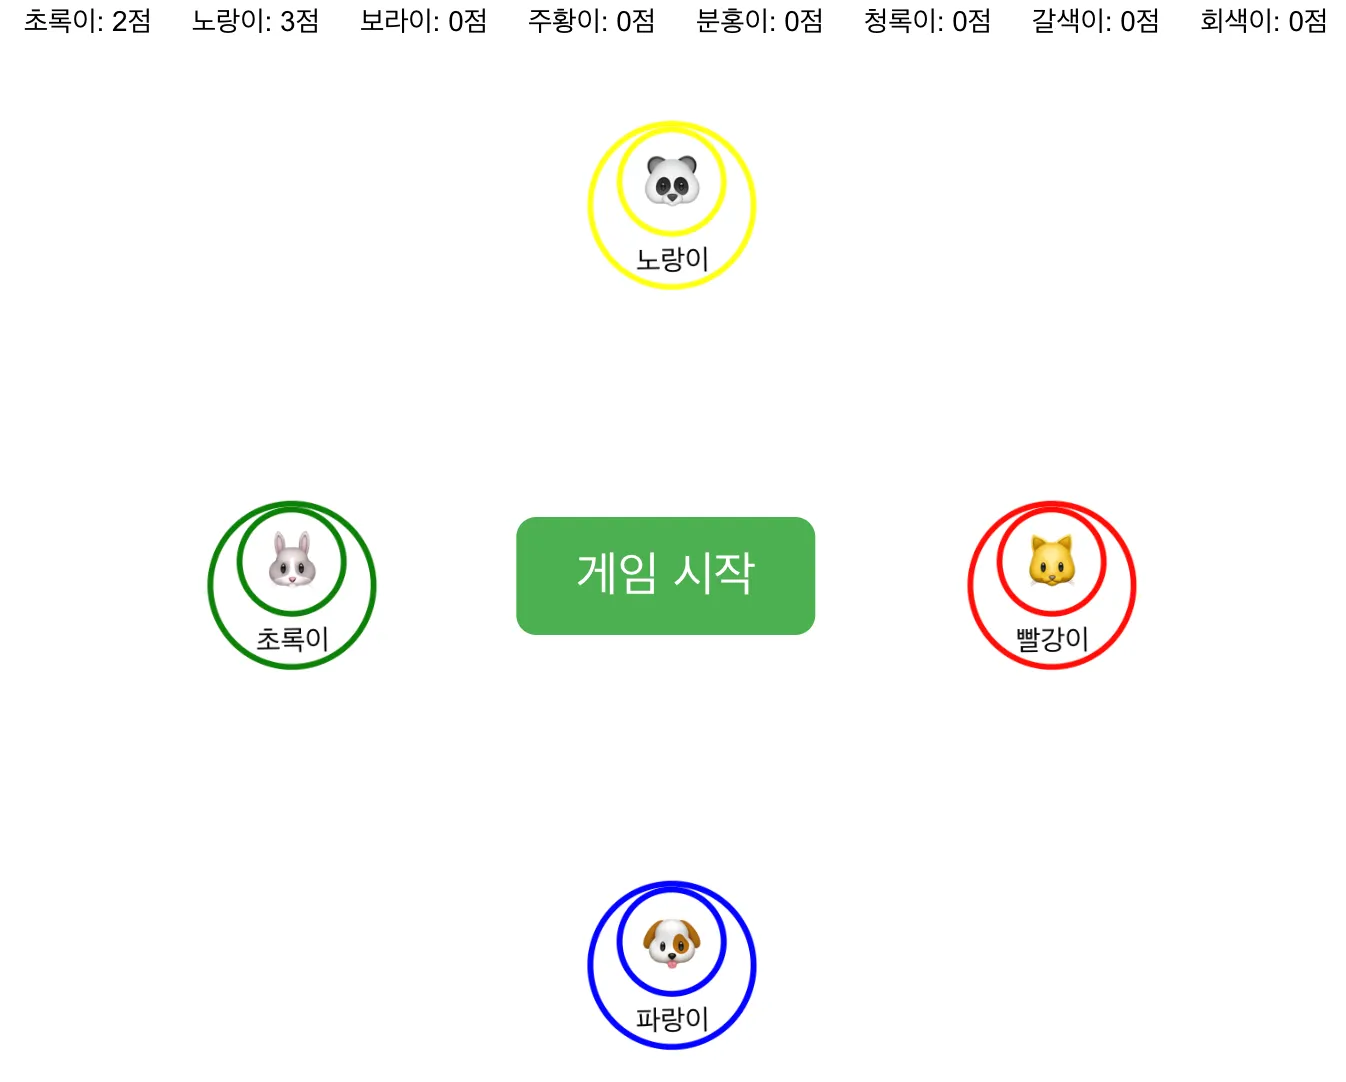 초록이: 2점 노랑이: 3점 보라이: 0점 주황이: 0점 분홍이: 0점 청록이: 0점 갈색이: 0점 회색이: 0점
노랑이
초록이
게임 시작
빨강이
파랑이